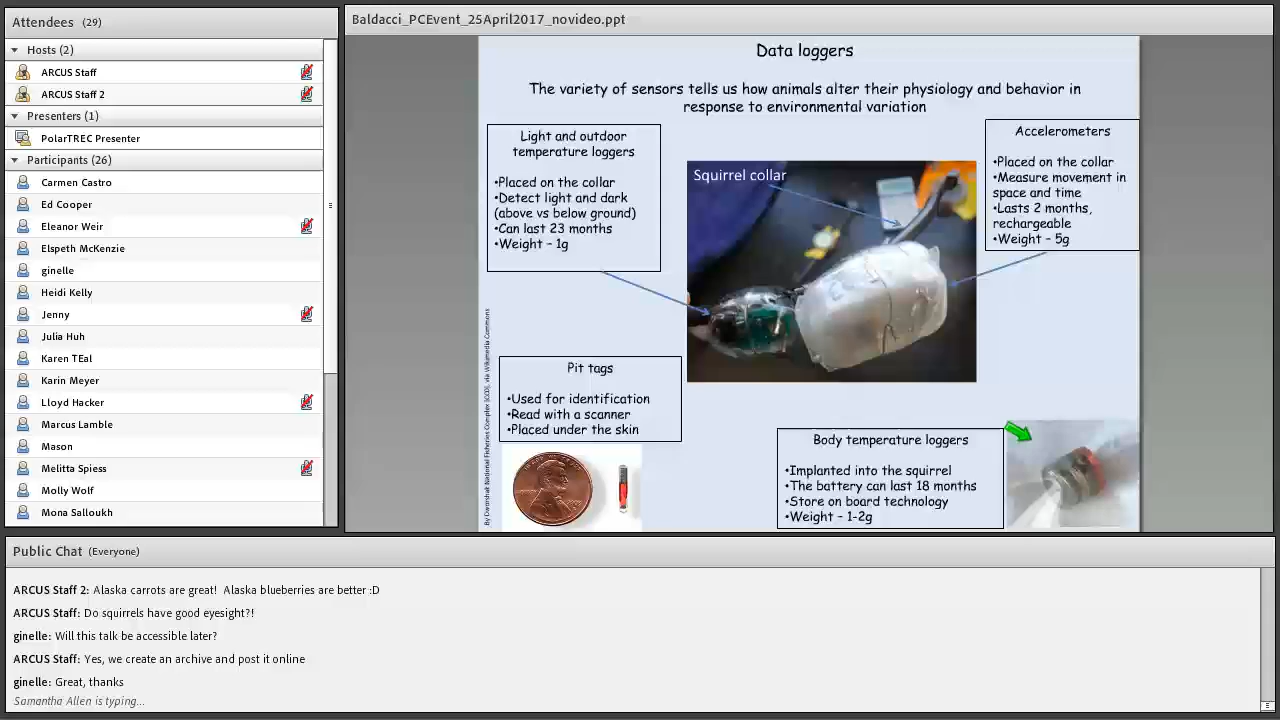 Attendees (29)
Hosts (2)
ARCUS Staff
ARCUS Staff 2
Presenters (1)
PolarTREC Presenter
Participants (26)
Carmen Castro
Ed Cooper
Eleanor Weir
Elspeth McKenzie
ginelle
Heidi Kelly
Jenny
Julia Huh
Karen TEal
Karin Meyer
Lloyd Hacker
Marcus Lamble
Mason
Melitta Spiess
Molly Wolf
Mona Salloukh
Baldacci_PCEvent_25April2017_novideo.ppt
Data loggers
The variety of sensors tells us how animals alter their physiology and behavior in
response to environmental variation
Light and outdoor
temperature loggers
•Placed on the collar
•Detect light and dark
(above vs below ground)
•Can last 23 months
•Weight – 1g
Squirrel collar
Accelerometers
•Placed on the collar
•Measure movement in
space and time
•Lasts 2 months,
rechargeable
•Weight – 5g
Pit tags
•Used for identification
•Read with a scanner
•Placed under the skin
By Dworshak National Fisheries Complex [CC0], via Wikimedia Commons
Body temperature loggers
•Implanted into the squirrel
•The battery can last 18 months
•Store on board technology
•Weight – 1-2g
Public Chat (Everyone)
ARCUS Staff 2: Alaska carrots are great! Alaska blueberries are better :D
ARCUS Staff: Do squirrels have good eyesight?!
ginelle: Will this talk be accessible later?
ARCUS Staff: Yes, we create an archive and post it online
ginelle: Great, thanks
Samantha Allen is typing...